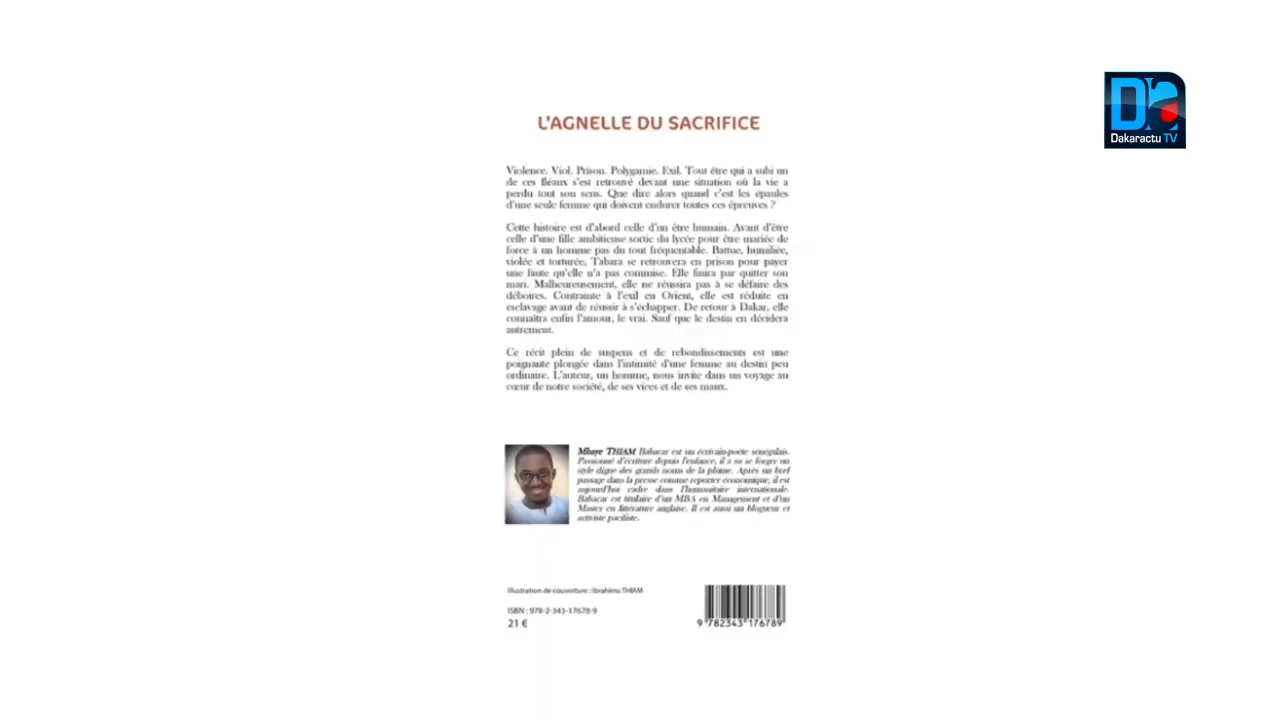 L'AGNELLE DU SACRIFICE
Violence. Viol. Prison. Polygamie. Exil. Tout être qui a subi un
de ces fléaux s'est retrouvé devant une situation où la vie a
perdu tout son sens. Que dire alors quand c'est les épaules
d'une seule femme qui doivent endurer toutes ces épreuves ?
Cette histoire est d'abord celle d'un être humain. Avant d'être
celle d'une fille ambitieuse sortie du lycée pour être mariée de
force à un homme pas du tout fréquentable. Battue, humiliée,
violée et torturée, Tabara se retrouvera en prison pour payer
une faute qu'elle n'a pas commise. Elle finira par quitter son
mari. Malheureusement, elle ne réussira pas à se défaire des
déboires. Contrainte à l'exil en Orient, elle est réduite en
esclavage avant de réussir à s'échapper. De retour à Dakar, elle
connaîtra enfin l'amour, le vrai. Sauf que le destin en décidera
autrement.
Ce récit plein de suspens et de rebondissements est une
poignante plongée dans l'intimité d'une femme au destin peu
ordinaire. L'auteur, un homme, nous invite dans un voyage au
cœur de notre société, de ses vices et de ses maux.
Mbaye THIAM Babacar est un écrivain-poète sénégalais.
Passionné d'écriture depuis l'enfance, il a su se forger un
style digne des grands noms de la plume. Après un bref
passage dans la presse comme reporter économique, il est
aujourd'hui cadre dans l'humanitaire internationale.
Babacar est titulaire d'un MBA en Management et d'un
Master en littérature anglaise. Il est aussi un blogueur et
activiste pacifiste.
Illustration de couverture : Ibrahima THIAM
ISBN : 978-2-343-17678-9
21 €
9 782343 176789
Dakaractu TV